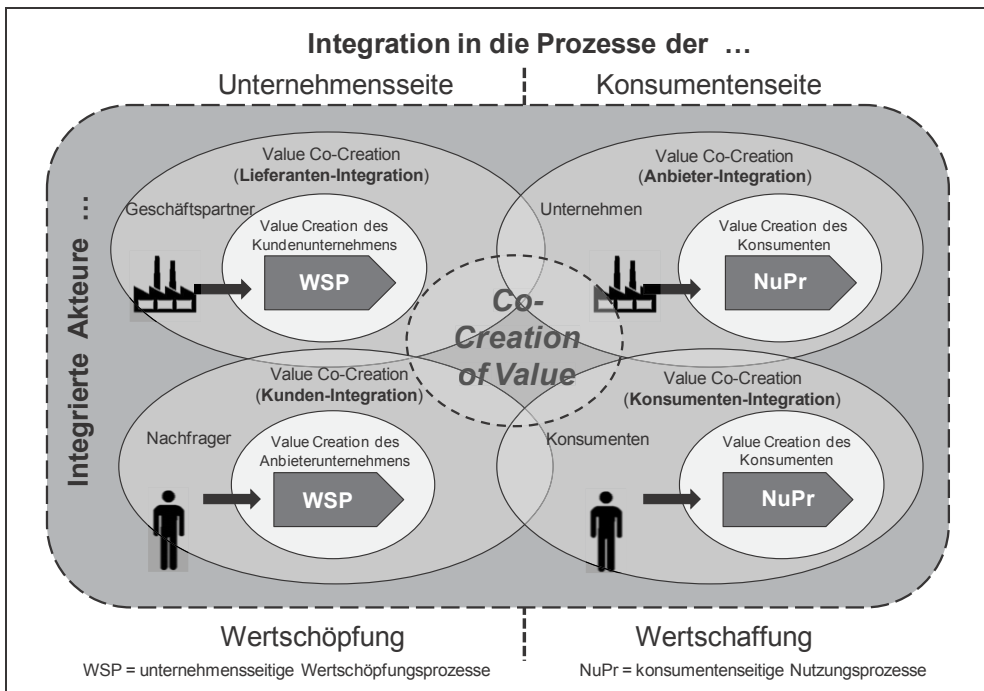 Integration in die Prozesse der …
Unternehmensseite
Konsumentenseite
Integrierte Akteure …
Value Co-Creation
(Lieferanten-Integration)
Geschäftspartner
Value Creation des
Kundenunternehmens
WSP
Value Co-Creation
(Anbieter-Integration)
Unternehmen
Value Creation des
Konsumenten
NuPr
Co-
Creation
of Value
Value Co-Creation
(Kunden-Integration)
Nachfrager
Value Creation des
Anbieterunternehmens
WSP
Value Co-Creation
(Konsumenten-Integration)
Konsumenten
Value Creation des
Konsumenten
NuPr
Wertschöpfung
Wertschaffung
WSP = unternehmensseitige Wertschöpfungsprozesse
NuPr = konsumentenseitige Nutzungsprozesse